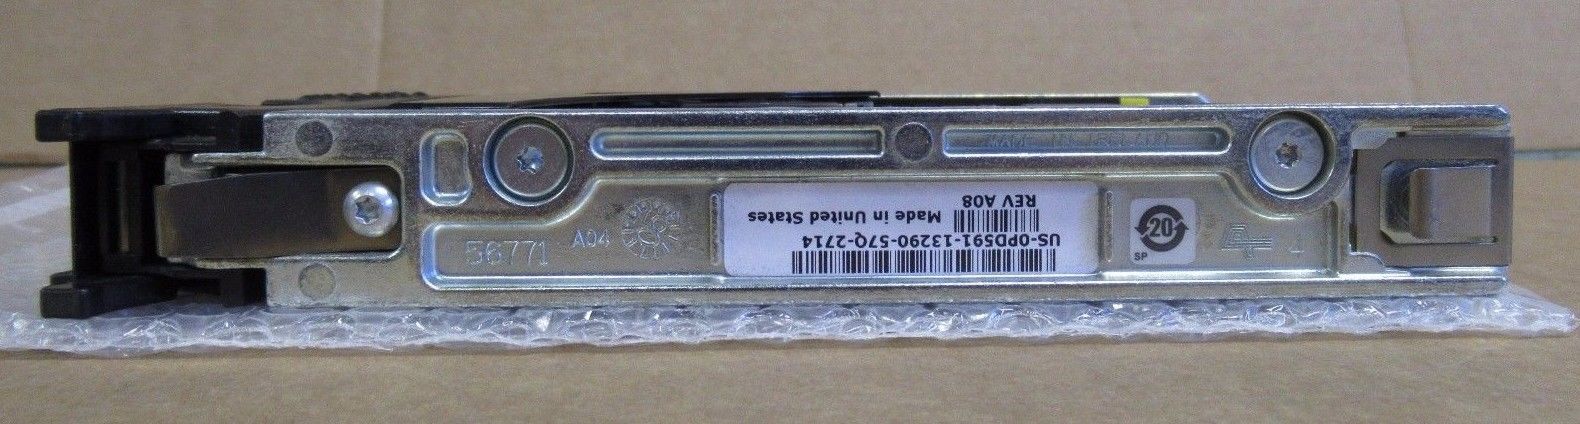 56771
A04
US-0PD591-13290-57Q-2714
Made in United States
REV A08
20
SP